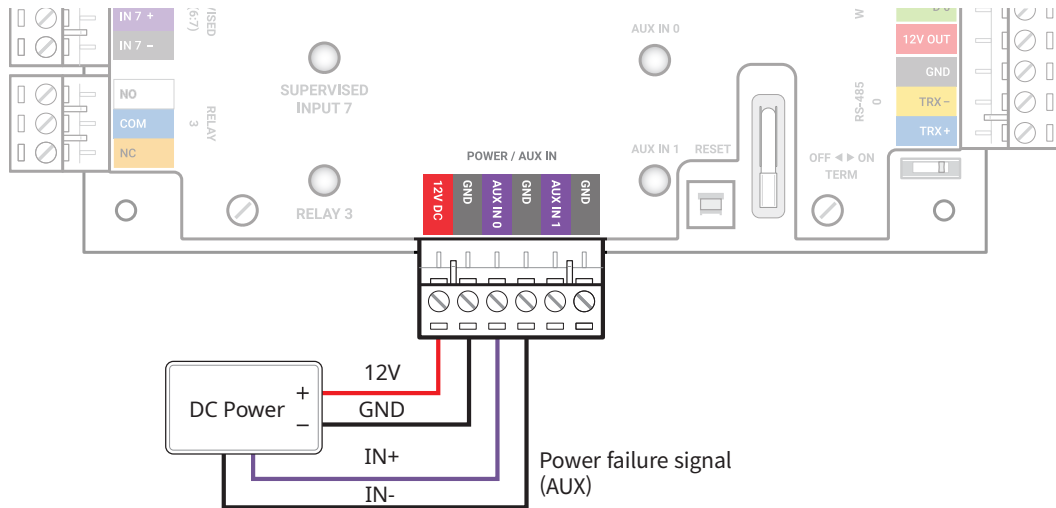 IN 7 +
IN 7 –
NO
COM
NC
RELAY
3
SUPERVISED
INPUT 7
RELAY 3
AUX IN 0
AUX IN 1
RESET
OFF ◄ ► ON
TERM
W
12V OUT
GND
TRX –
TRX +
RS-485
0
POWER / AUX IN
12V DC
GND
AUX IN 0
GND
AUX IN 1
GND
DC Power
+
–
12V
GND
IN+
IN-
Power failure signal
(AUX)